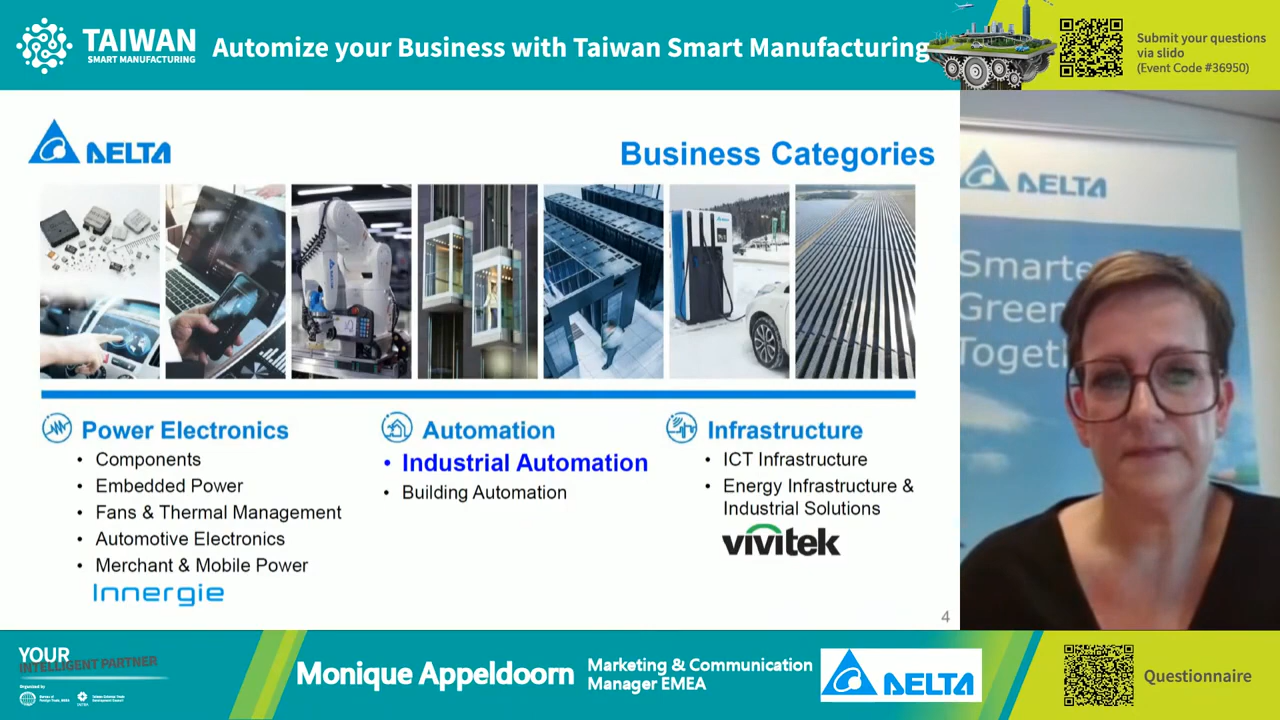 TAIWAN
SMART MANUFACTURING
Automize your Business with Taiwan Smart Manufacturing
Submit your questions
via slido
(Event Code #36950)
DELTA
Business Categories
Power Electronics
• Components
• Embedded Power
• Fans & Thermal Management
• Automotive Electronics
• Merchant & Mobile Power
Innergie
Automation
• Industrial Automation
• Building Automation
Infrastructure
• ICT Infrastructure
• Energy Infrastructure &
Industrial Solutions
vivitek
4
DELTA
Smarte
Green
Togeth
YOUR
INTELLIGENT PARTNER
Organized by
Monique Appeldoorn
Marketing & Communication
Manager EMEA
DELTA
Questionnaire